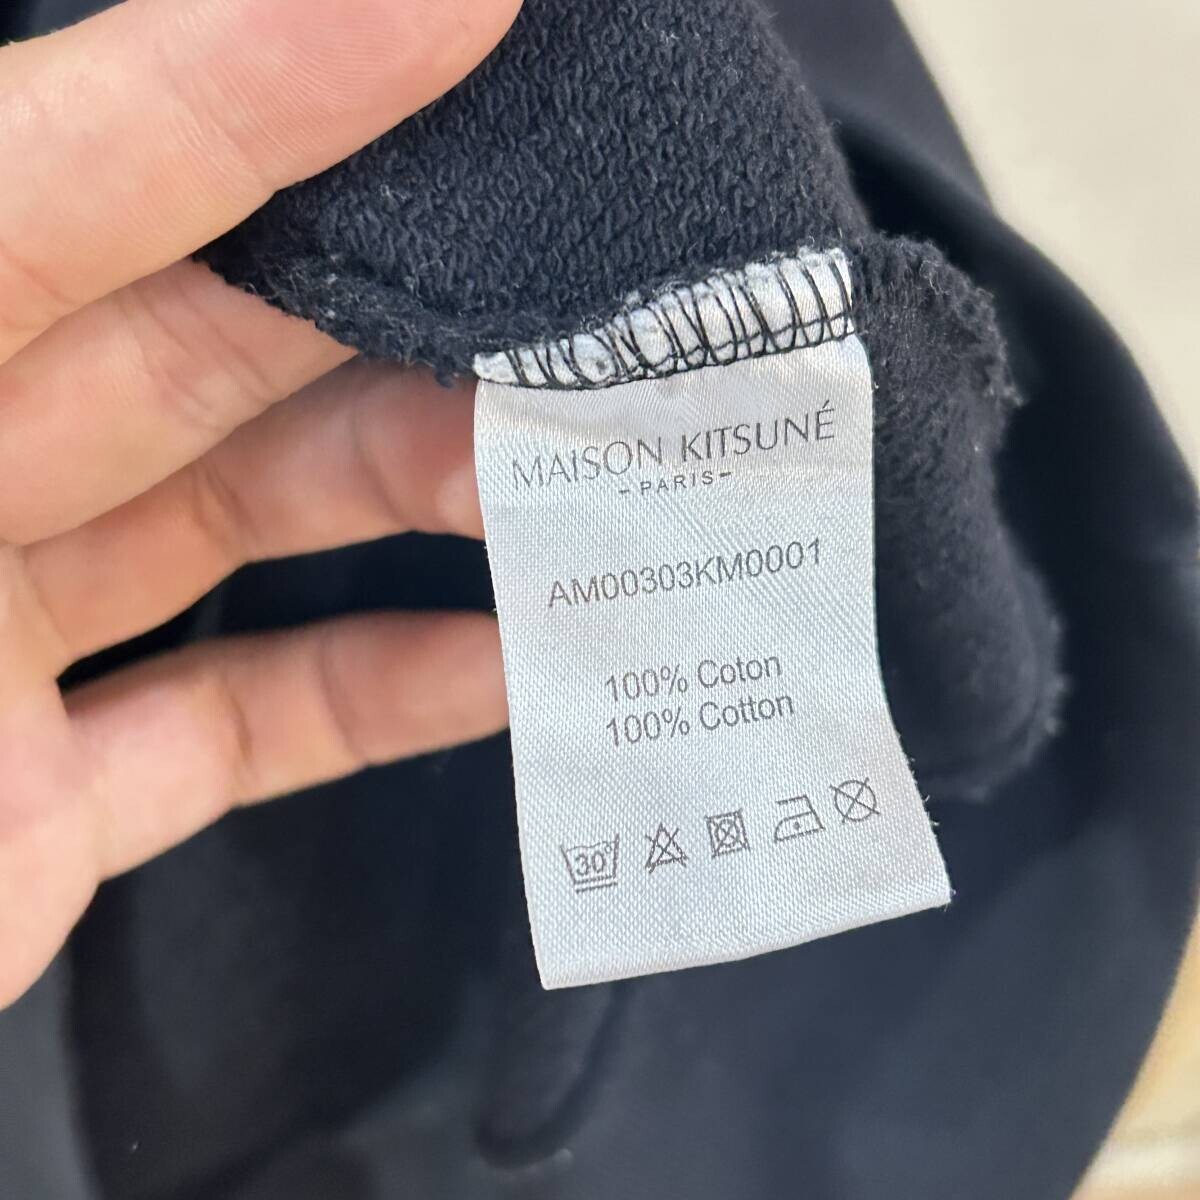 MAISON KITSUNÉ
-PARIS-
AM00303KM0001
100% Coton
100% Cotton
30°